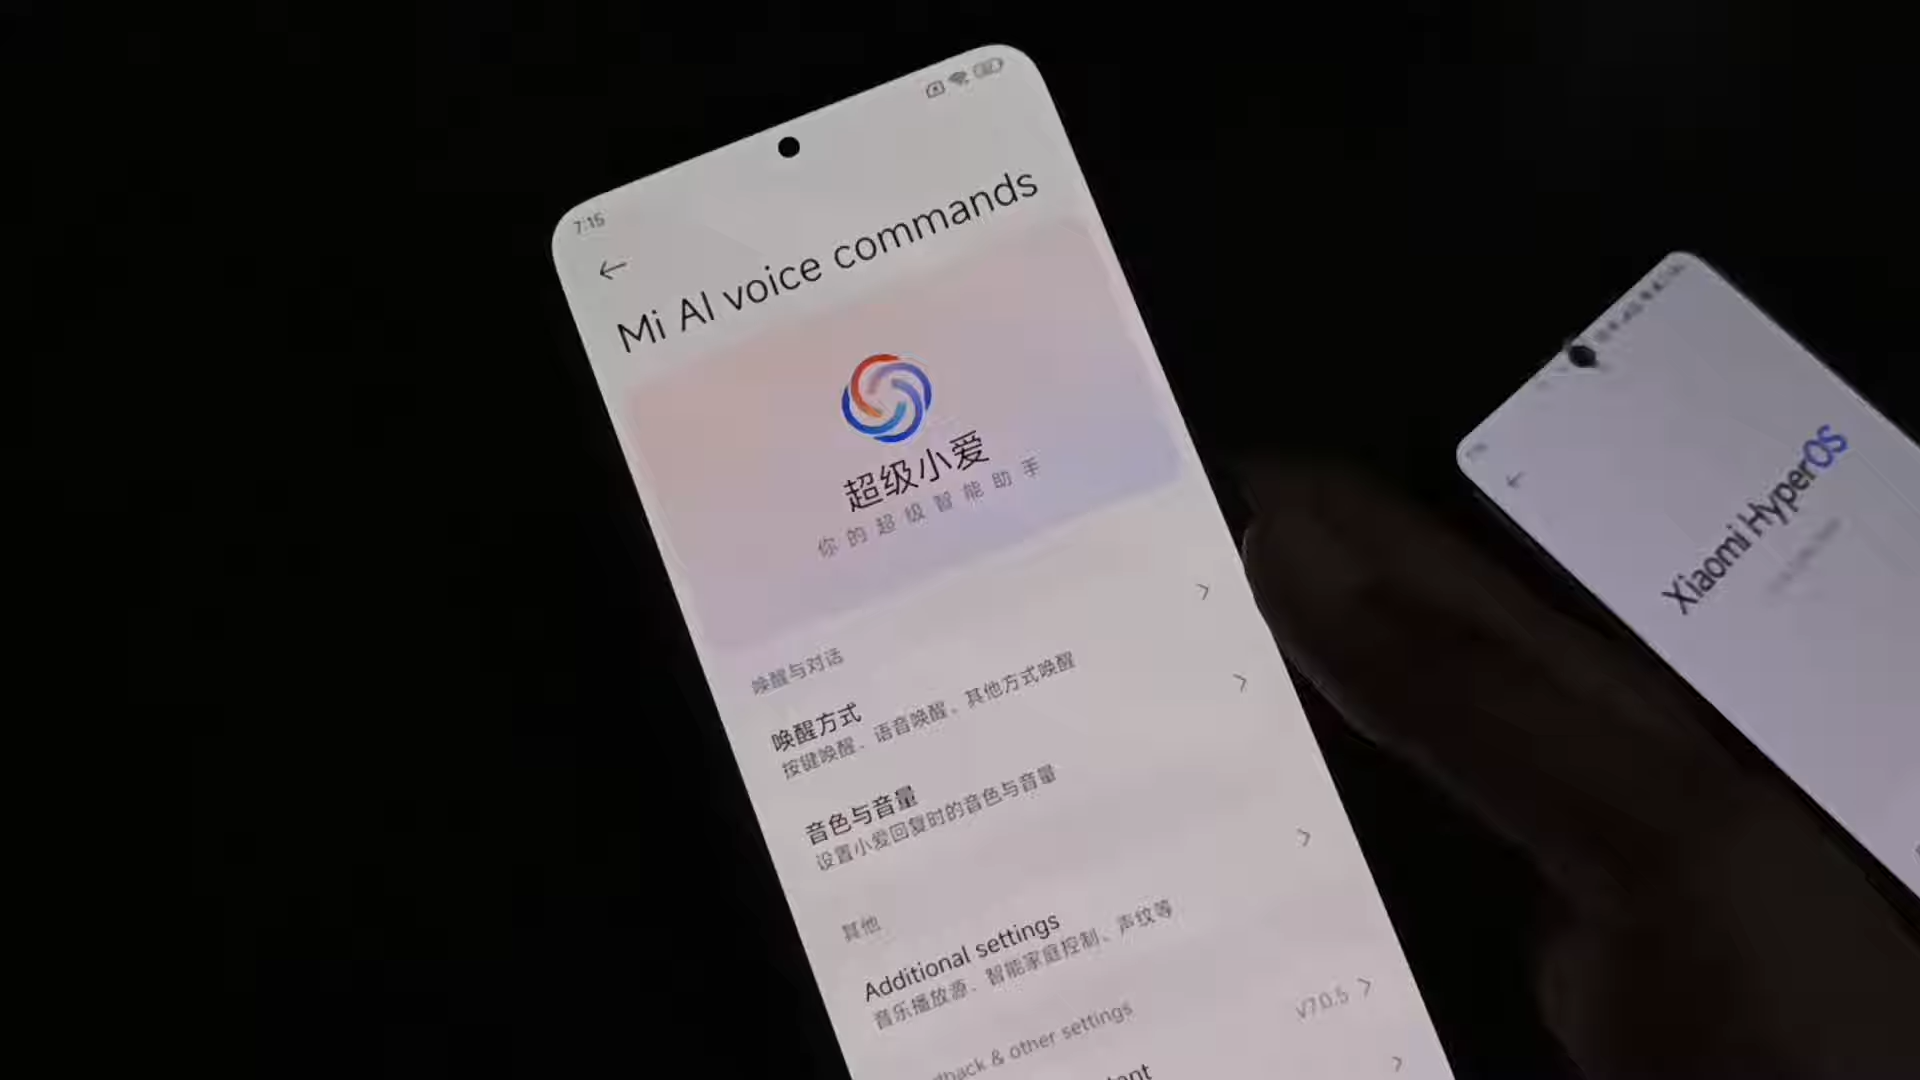 7:15
Mi AI voice commands
超级小爱
你的超级智能助手
唤醒与对话
唤醒方式
按键唤醒、语音唤醒、其他方式唤醒
音色与音量
设置小爱回复时的音色与音量
其他
Additional settings
音乐播放源、智能家庭控制、声纹等
& other settings
v7.0.5
Xiaomi HyperOS